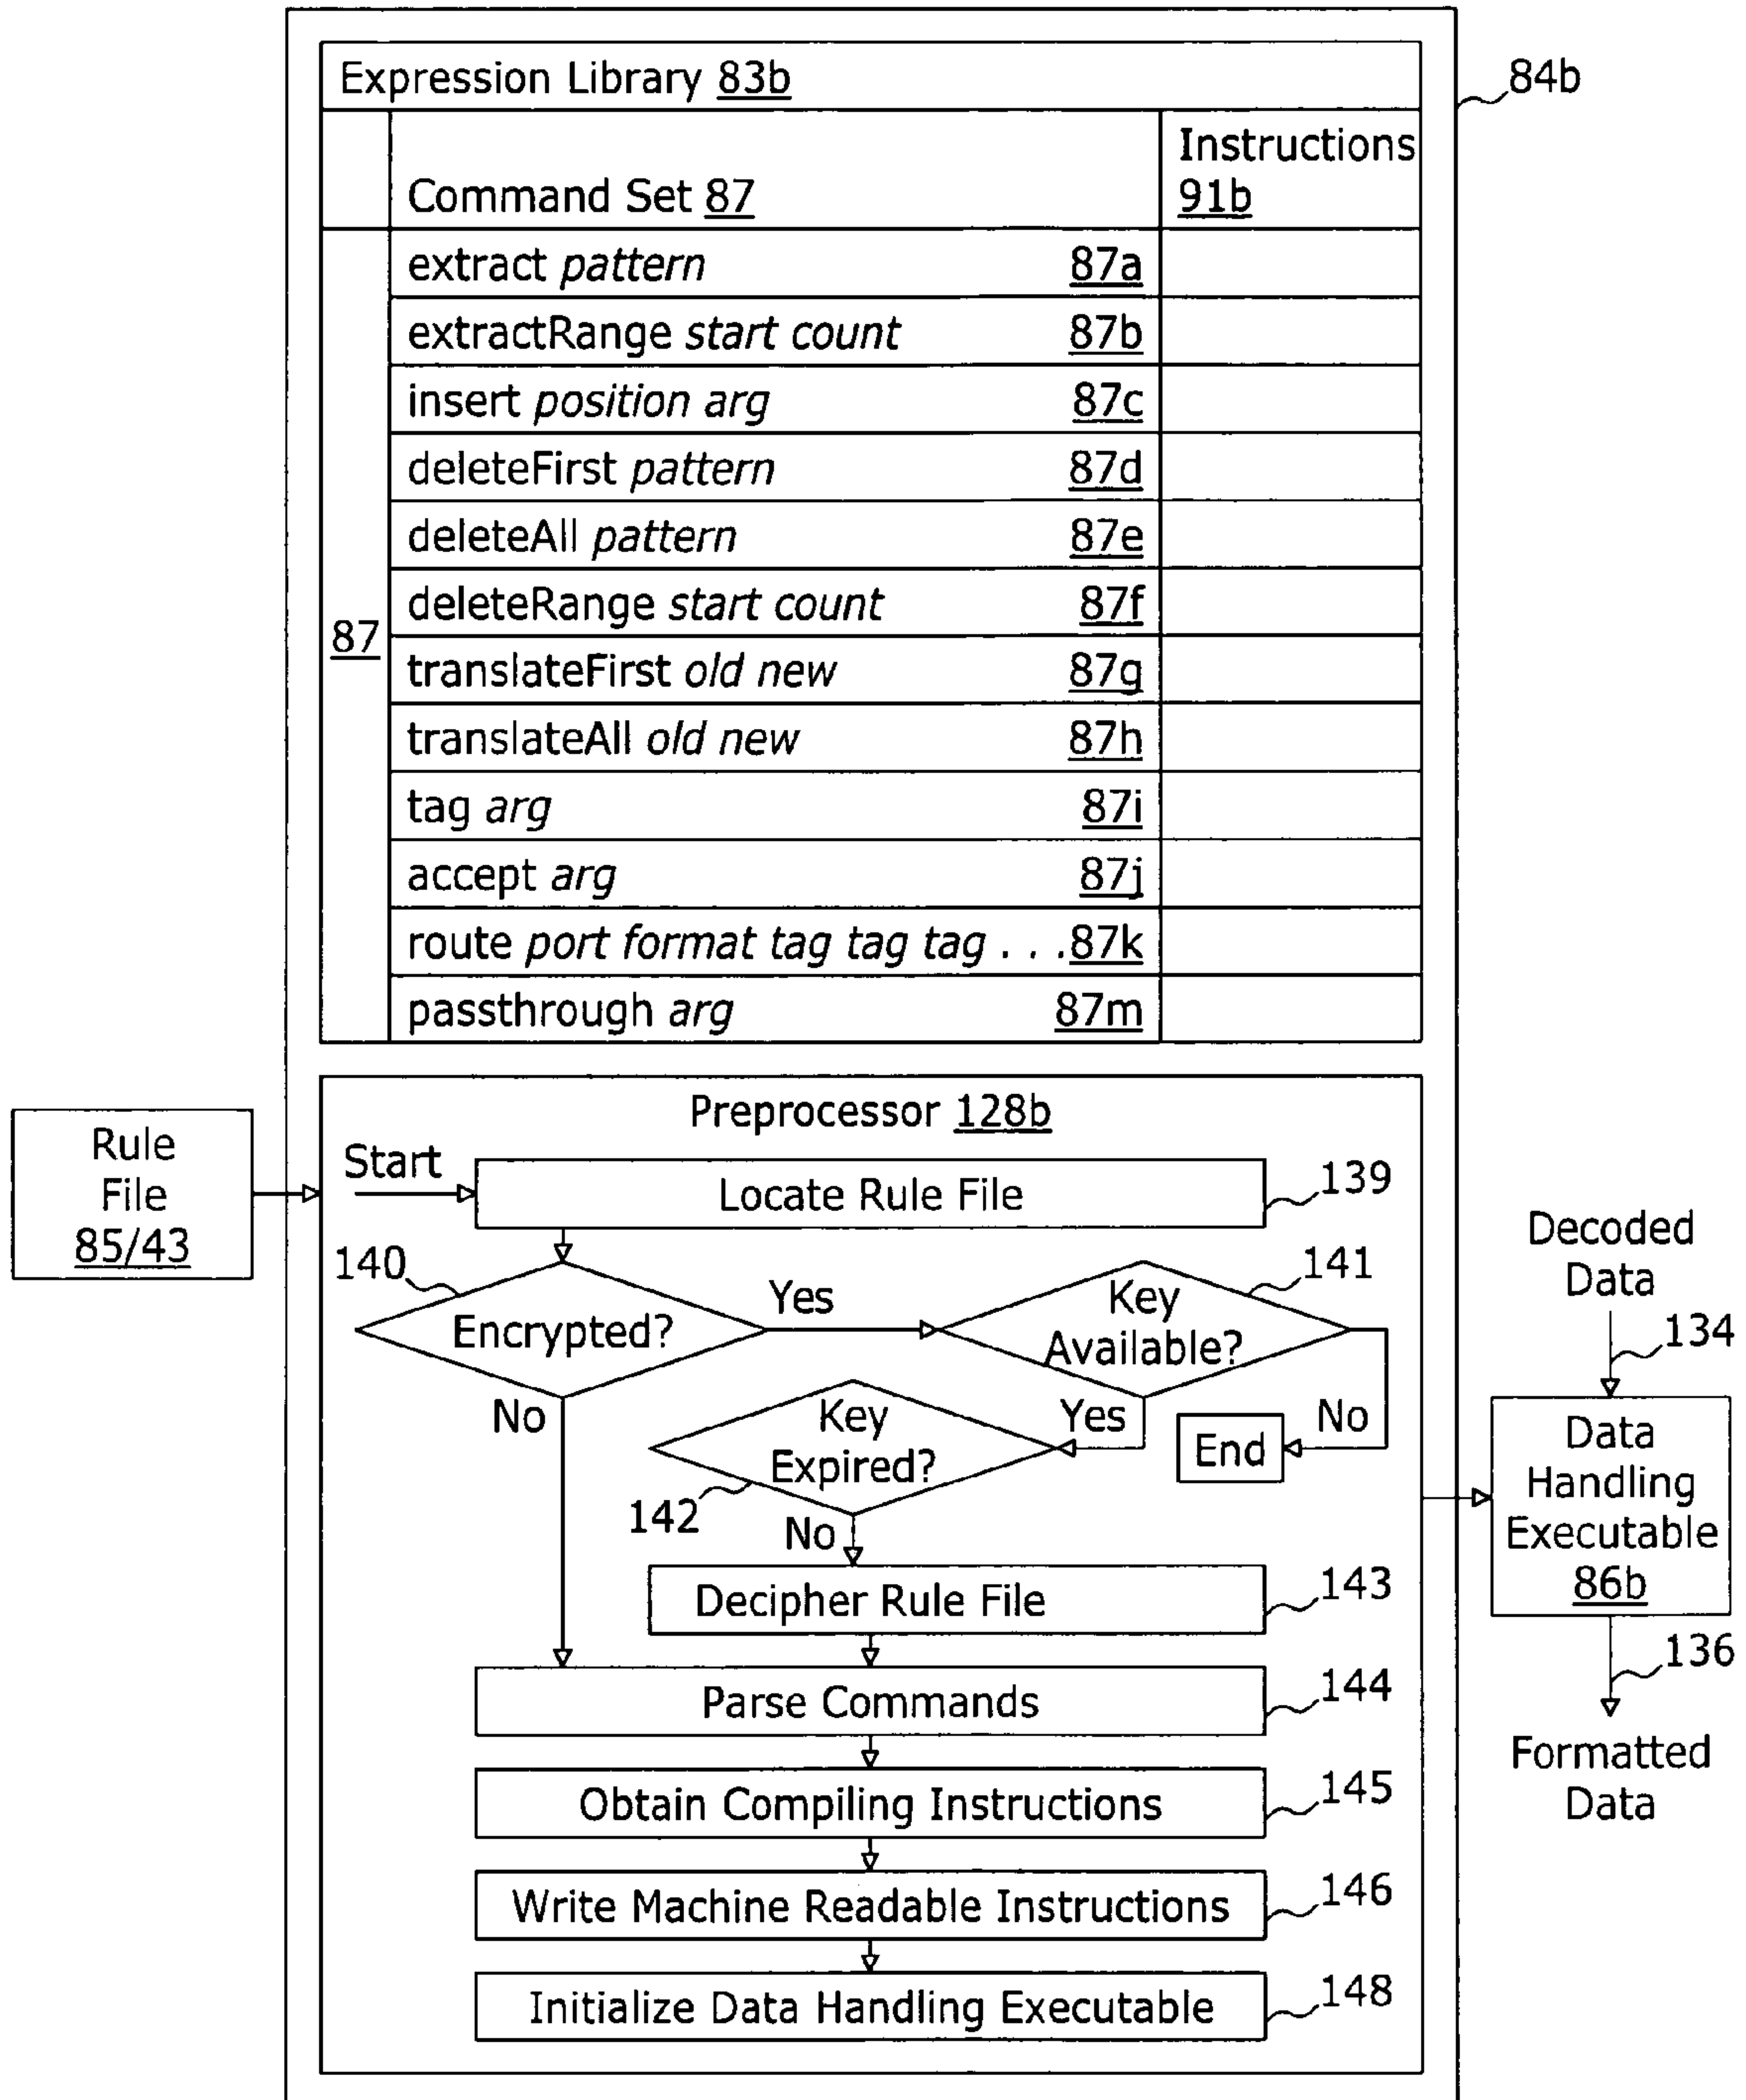 Expression Library 83b
84b
Instructions
Command Set 87
91b
87
extract pattern 87a
extractRange start count 87b
insert position arg 87c
deleteFirst pattern 87d
deleteAll pattern 87e
deleteRange start count 87f
translateFirst old new 87g
translateAll old new 87h
tag arg 87i
accept arg 87j
route port format tag tag tag . . . 87k
passthrough arg 87m
Preprocessor 128b
Rule
File
85/43
Start
Locate Rule File
139
140
Encrypted?
Yes
No
Key
Available?
141
Yes
No
End
Key
Expired?
142
No
Decipher Rule File
143
Parse Commands
144
Obtain Compiling Instructions
145
Write Machine Readable Instructions
146
Initialize Data Handling Executable
148
Decoded
Data
134
Data
Handling
Executable
86b
136
Formatted
Data